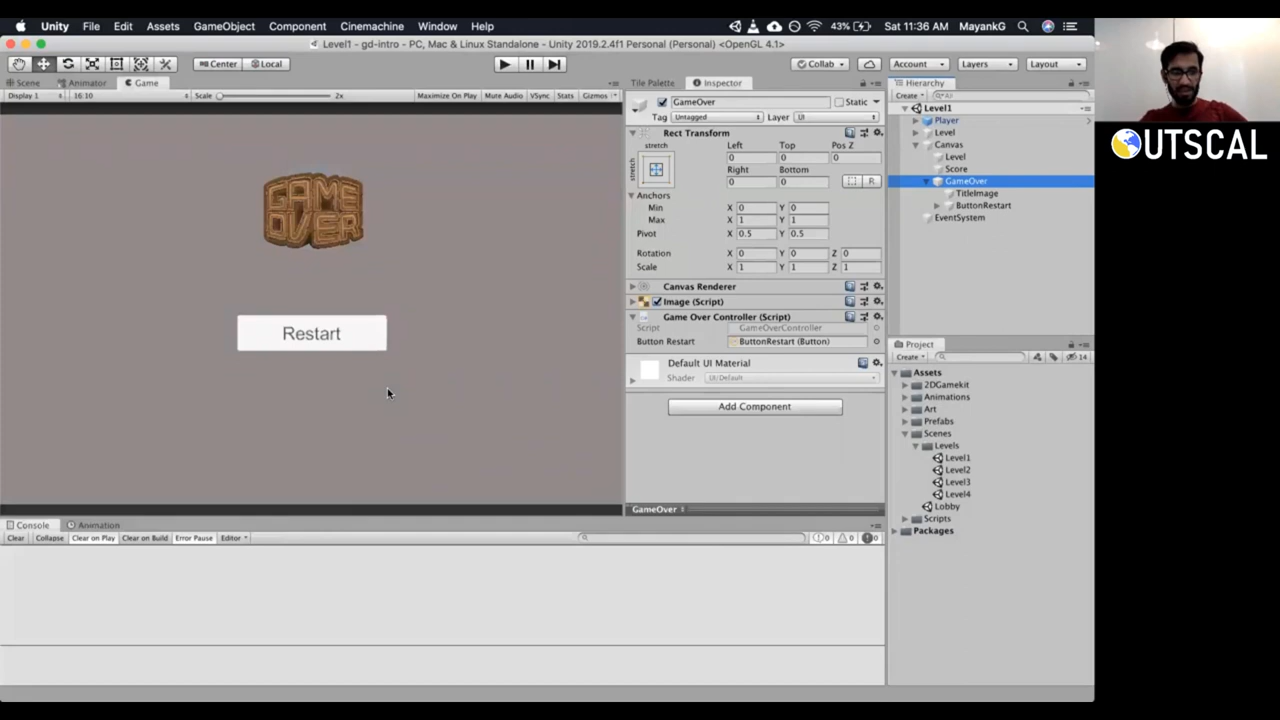 Unity File Edit Assets GameObject Component Cinemachine Window Help 43% Sat 11:36 AM MayankG
Level1 - gd-intro - PC, Mac & Linux Standalone - Unity 2019.2.4f1 Personal (Personal) <OpenGL 4.1>
Center Local Collab Account Layers Layout
Scene Animator Game
Display 1 16:10 Scale 2x Maximize On Play Mute Audio VSync Stats Gizmos
GAME
OVER
Restart
Tile Palette Inspector
GameOver Static
Tag Untagged Layer UI
Rect Transform
stretch Left Top Pos Z
stretch 0 0 0
Right Bottom
0 0 R
Anchors
Min X 0 Y 0
Max X 1 Y 1
Pivot X 0.5 Y 0.5
Rotation X 0 Y 0 Z 0
Scale X 1 Y 1 Z 1
Canvas Renderer
Image (Script)
Game Over Controller (Script)
Script GameOverController
Button Restart ButtonRestart (Button)
Default UI Material
Shader UI/Default
Add Component
GameOver
Hierarchy
Create All
Level1
Player
Level
Canvas
Level
Score
GameOver
TitleImage
ButtonRestart
EventSystem
Project
Create 14
Assets
2DGamekit
Animations
Art
Prefabs
Scenes
Levels
Level1
Level2
Level3
Level4
Lobby
Scripts
Packages
Console Animation
Clear Collapse Clear on Play Clear on Build Error Pause Editor 0 0 0
OUTSCAL